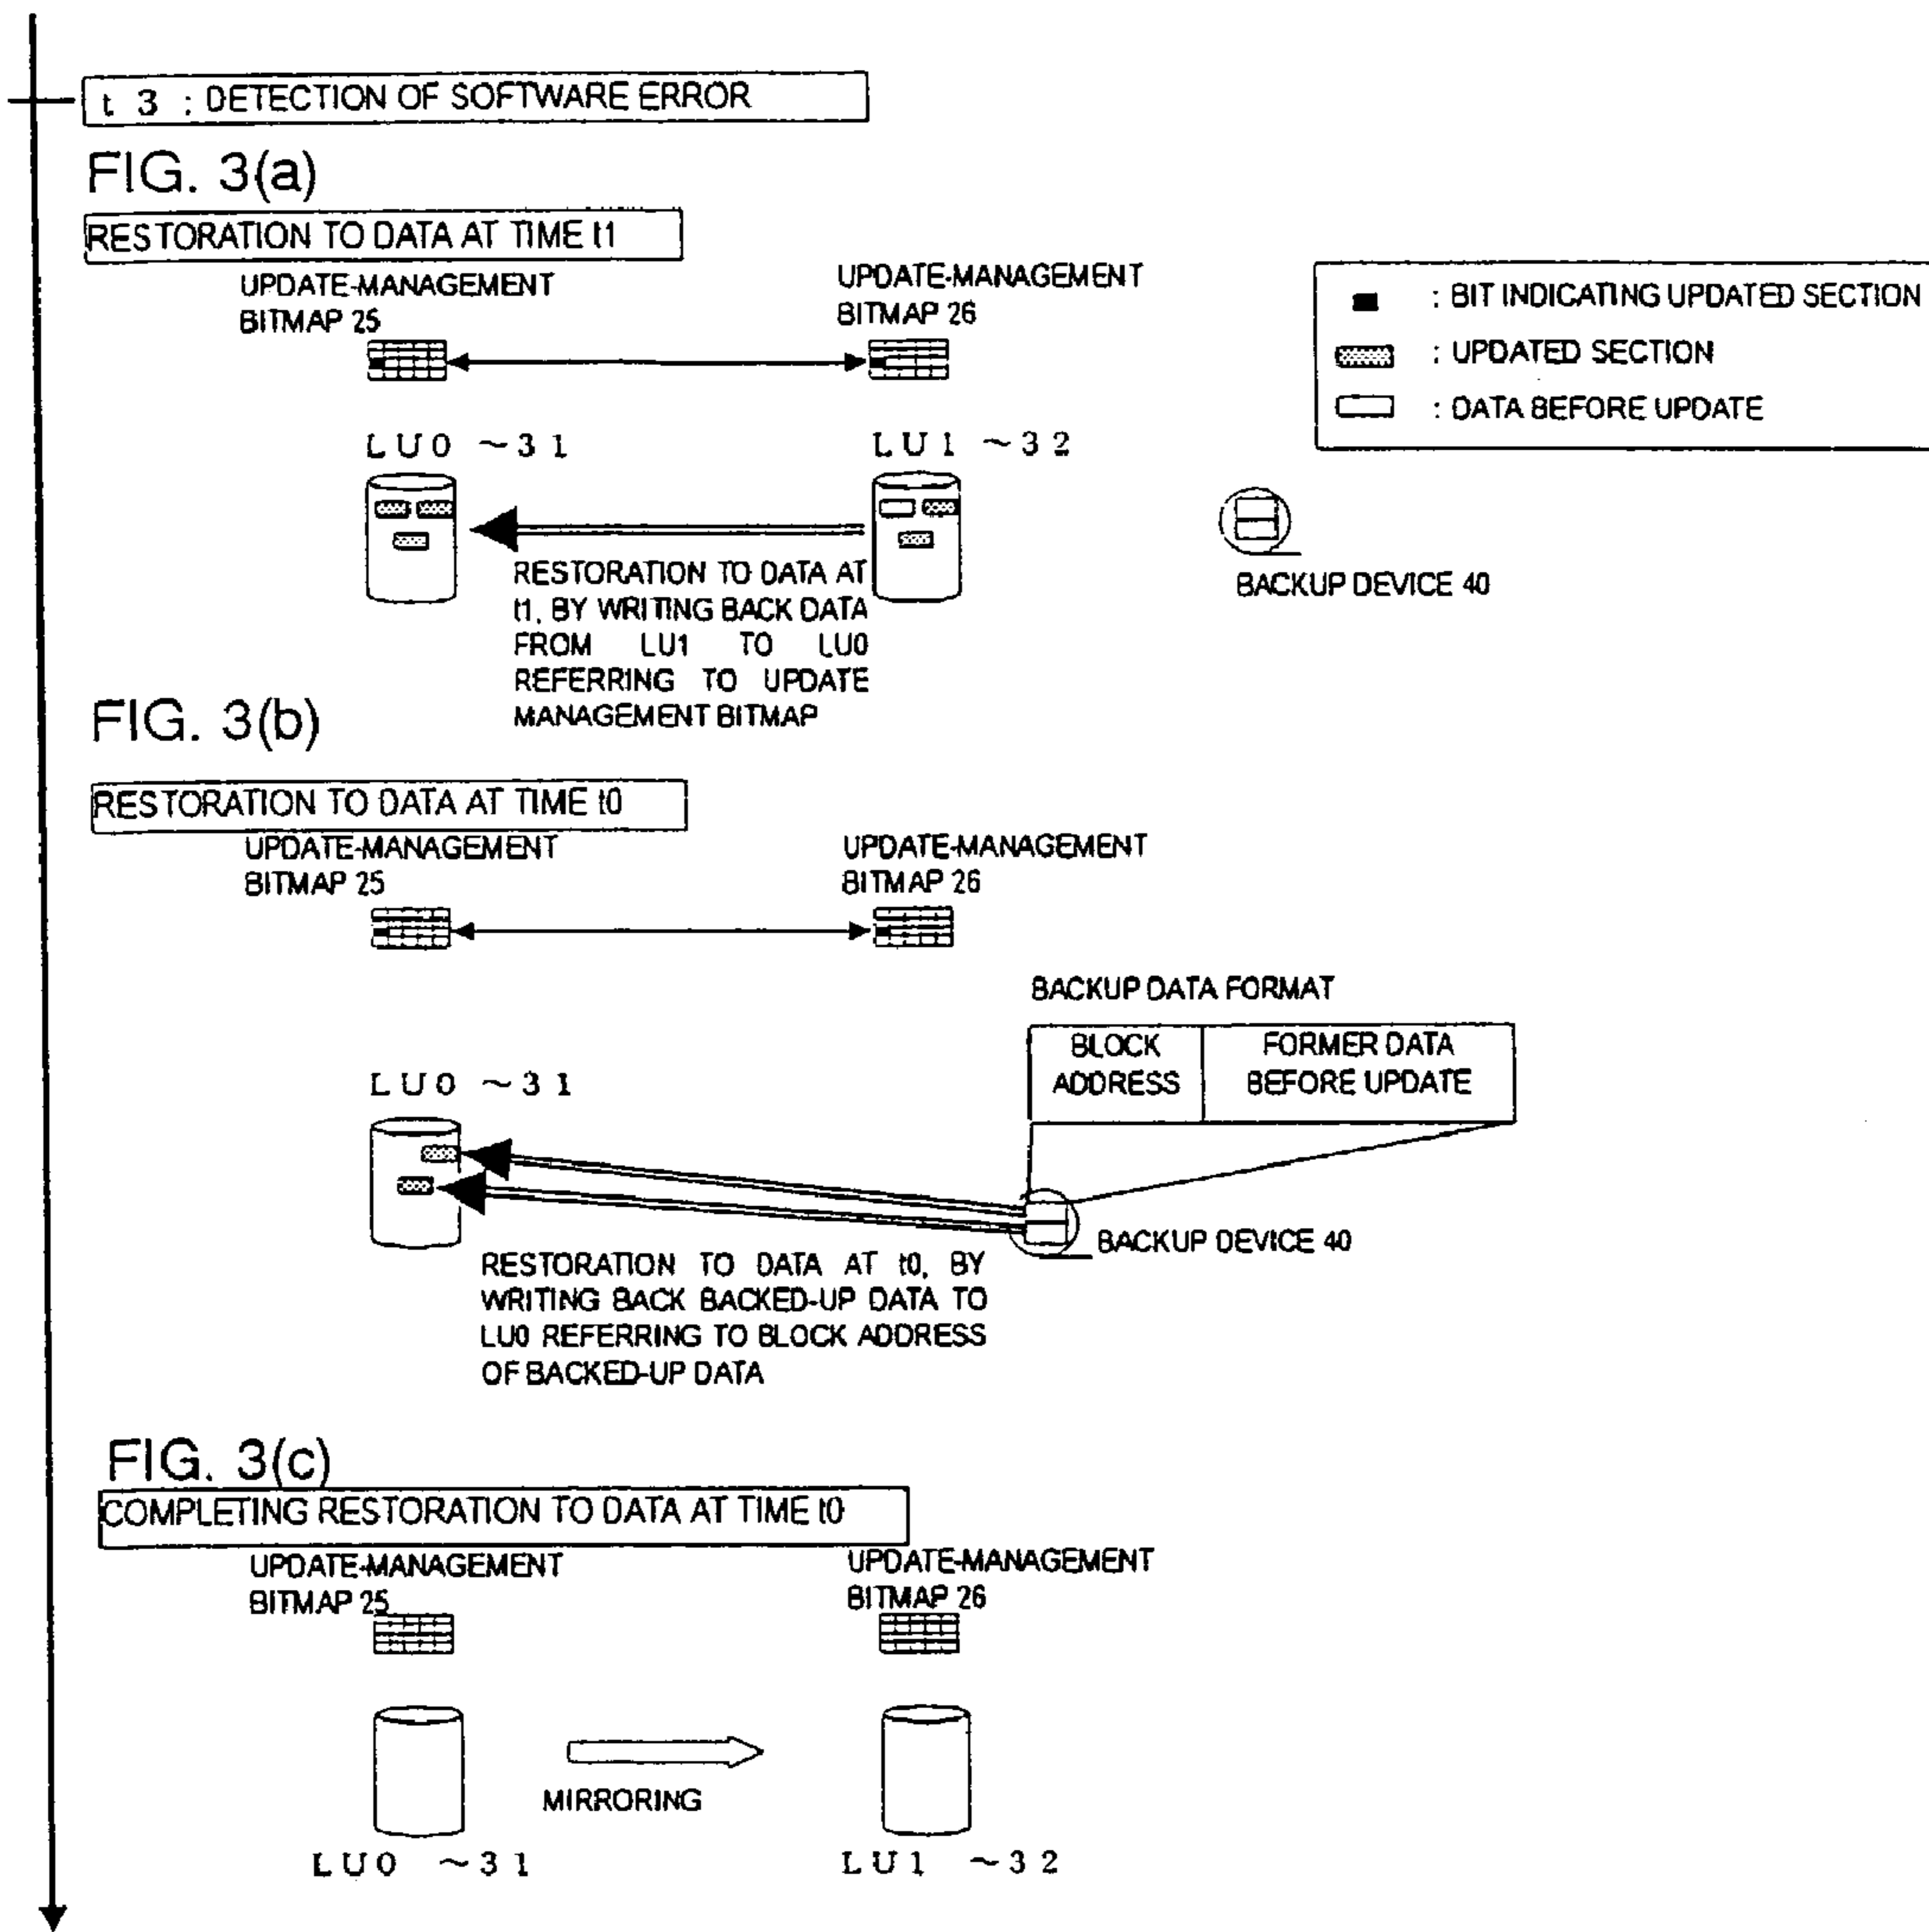 t 3 : DETECTION OF SOFTWARE ERROR
FIG. 3(a)
RESTORATION TO DATA AT TIME t1
UPDATE-MANAGEMENT
BITMAP 25
UPDATE-MANAGEMENT
BITMAP 26
: BIT INDICATING UPDATED SECTION
: UPDATED SECTION
: DATA BEFORE UPDATE
LU0 ~31
LU1 ~32
RESTORATION TO DATA AT
t1, BY WRITING BACK DATA
FROM LU1 TO LU0
REFERRING TO UPDATE
MANAGEMENT BITMAP
BACKUP DEVICE 40
FIG. 3(b)
RESTORATION TO DATA AT TIME t0
UPDATE-MANAGEMENT
BITMAP 25
UPDATE-MANAGEMENT
BITMAP 26
BACKUP DATA FORMAT
BLOCK
ADDRESS
FORMER DATA
BEFORE UPDATE
LU0 ~31
BACKUP DEVICE 40
RESTORATION TO DATA AT t0, BY
WRITING BACK BACKED-UP DATA TO
LU0 REFERRING TO BLOCK ADDRESS
OF BACKED-UP DATA
FIG. 3(c)
COMPLETING RESTORATION TO DATA AT TIME t0
UPDATE-MANAGEMENT
BITMAP 25
UPDATE-MANAGEMENT
BITMAP 26
MIRRORING
LU0 ~31
LU1 ~32